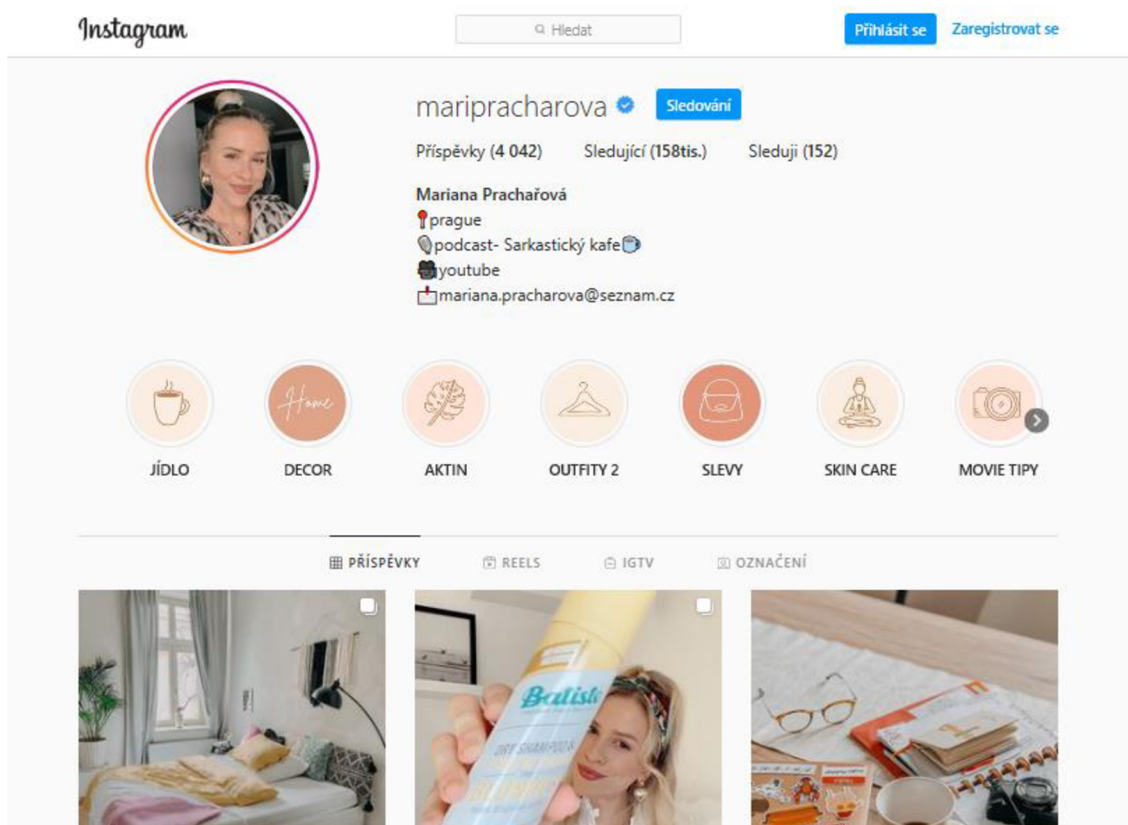 Instagram
Hledat
Přihlásit se
Zaregistrovat se
maripracharova
Sledování
Příspěvky (4 042) Sledující (158tis.) Sleduji (152)
Mariana Prachařová
📍prague
🎙podcast- Sarkastický kafe☕
🎥youtube
📩mariana.pracharova@seznam.cz
Home
JÍDLO DECOR AKTIN OUTFITY 2 SLEVY SKIN CARE MOVIE TIPY
PŘÍSPĚVKY REELS IGTV OZNAČENÍ
Batiste
DRY SHAMPOO &